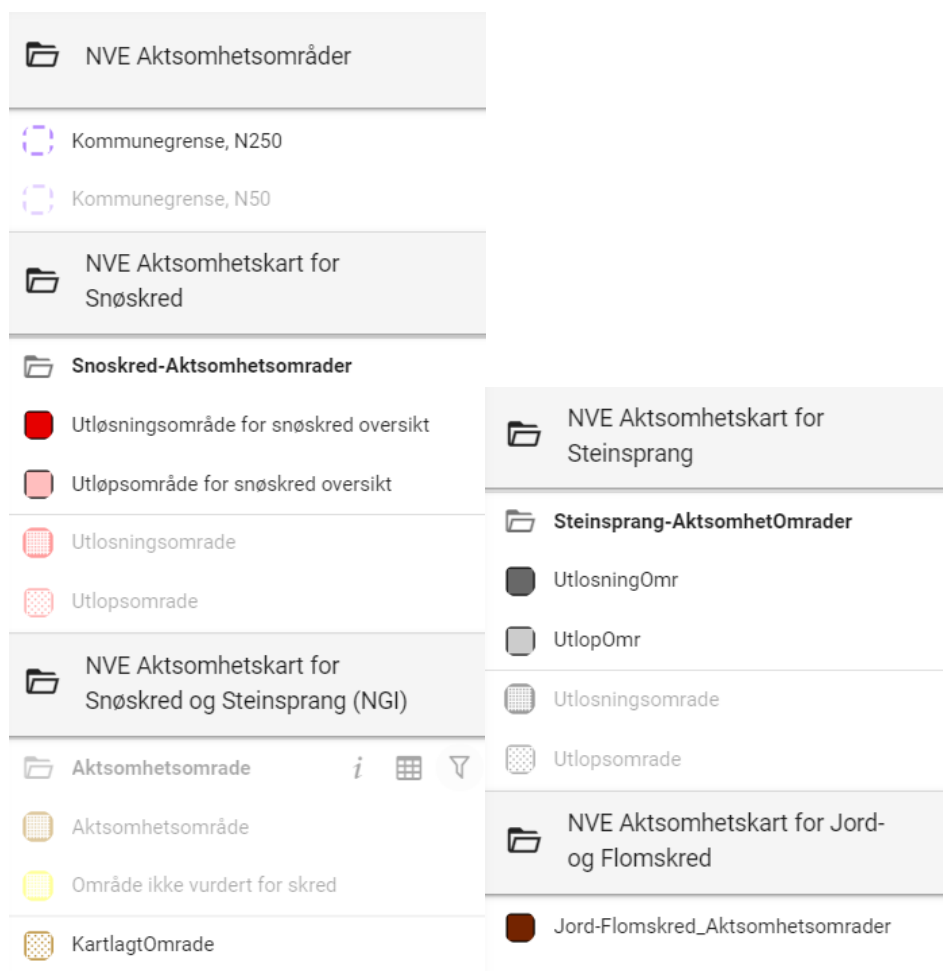 NVE Aktsomhetsområder
Kommunegrense, N250
Kommunegrense, N50
NVE Aktsomhetskart for
Snøskred
Snoskred-Aktsomhetsomrader
Utløsningsområde for snøskred oversikt
Utløpsområde for snøskred oversikt
Utlosningsomrade
Utlopsomrade
NVE Aktsomhetskart for
Snøskred og Steinsprang (NGI)
Aktsomhetsomrade i
Aktsomhetsområde
Område ikke vurdert for skred
KartlagtOmrade
NVE Aktsomhetskart for
Steinsprang
Steinsprang-AktsomhetOmrader
UtlosningOmr
UtlopOmr
Utlosningsomrade
Utlopsomrade
NVE Aktsomhetskart for Jord-
og Flomskred
Jord-Flomskred_Aktsomhetsomrader